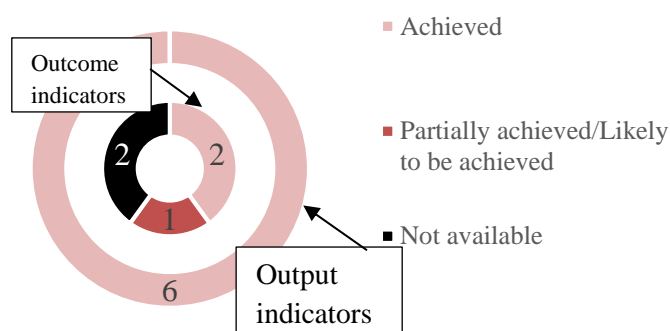 Achieved
Outcome
indicators
Partially achieved/Likely
to be achieved
2
2
1
Not available
6
Output
indicators